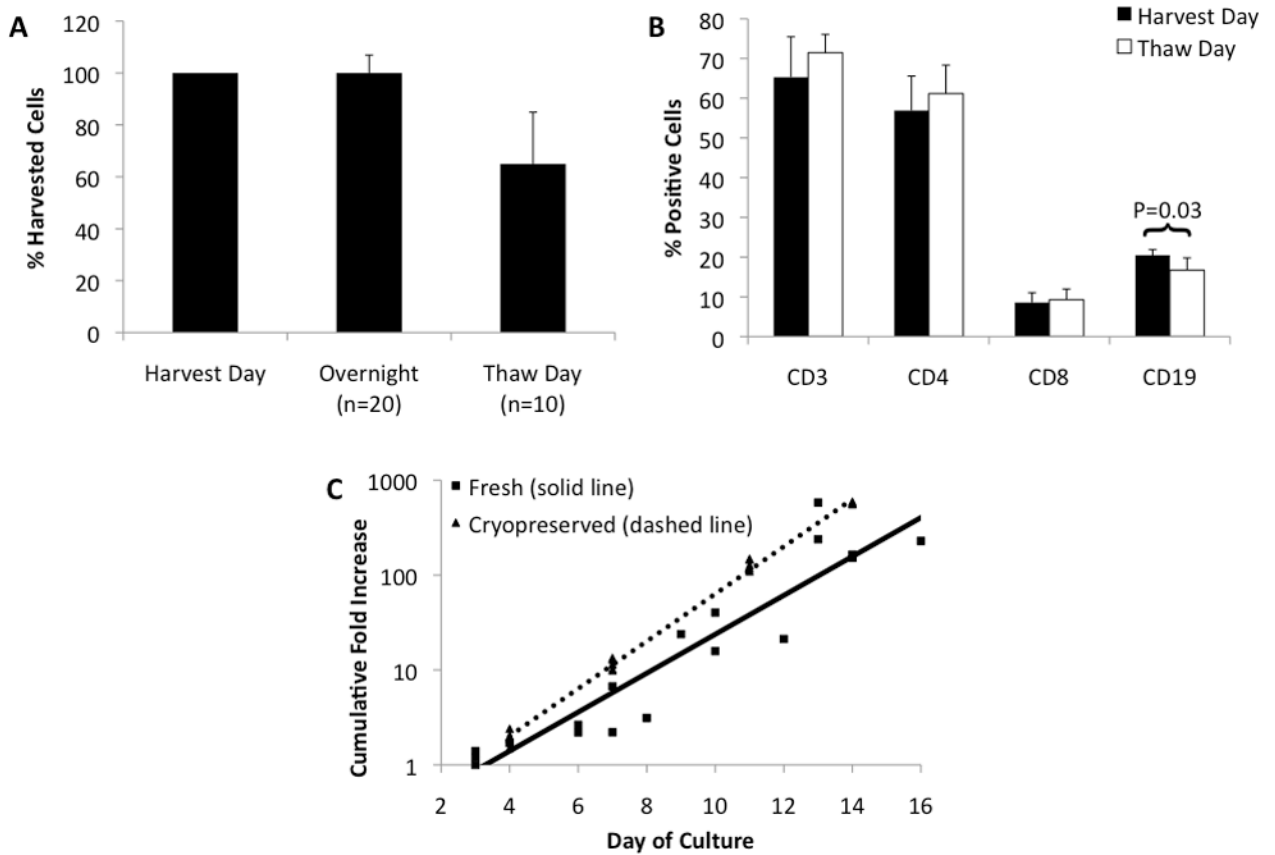 A
% Harvested Cells
120
100
80
60
40
20
0
Harvest Day
Overnight
(n=20)
Thaw Day
(n=10)
B
Harvest Day
Thaw Day
% Positive Cells
80
70
60
50
40
30
20
10
0
P=0.03
CD3
CD4
CD8
CD19
C
Fresh (solid line)
Cryopreserved (dashed line)
Cumulative Fold Increase
1000
100
10
1
2 4 6 8 10 12 14 16
Day of Culture